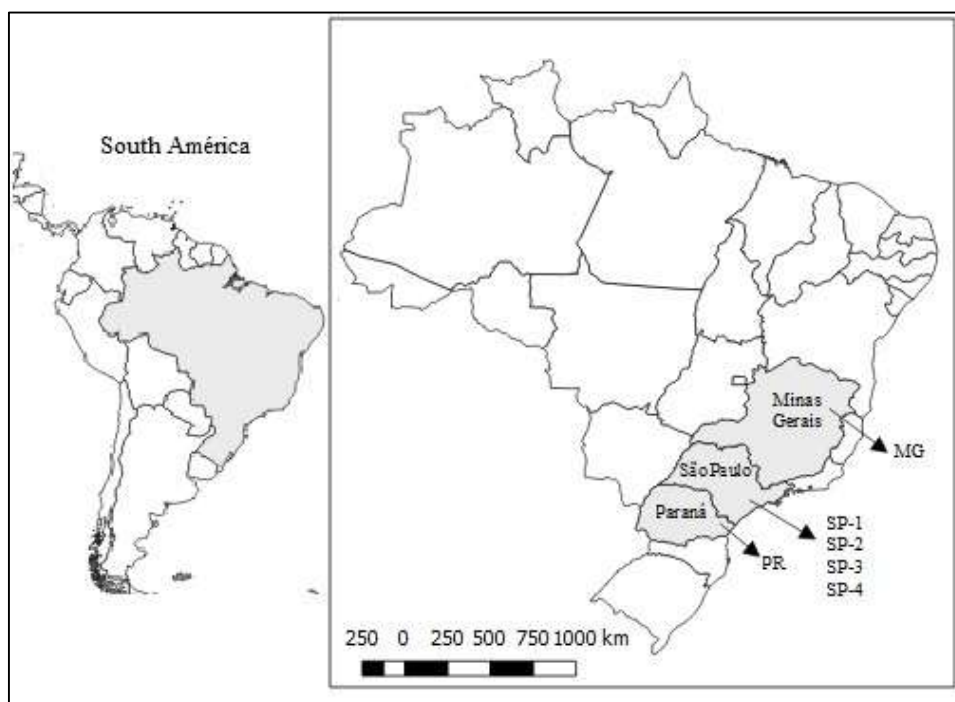 South América
Minas
Gerais
MG
São Paulo
Paraná
SP-1
SP-2
SP-3
SP-4
PR
250 0 250 500 750 1000 km